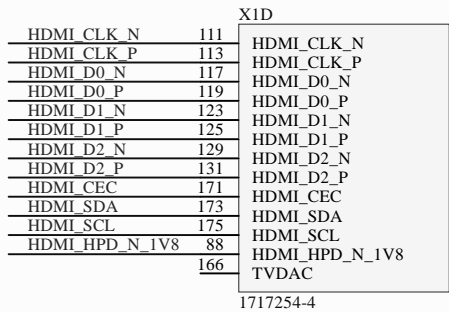 X1D
HDMI_CLK_N 111 HDMI_CLK_N
HDMI_CLK_P 113 HDMI_CLK_P
HDMI_D0_N 117 HDMI_D0_N
HDMI_D0_P 119 HDMI_D0_P
HDMI_D1_N 123 HDMI_D1_N
HDMI_D1_P 125 HDMI_D1_P
HDMI_D2_N 129 HDMI_D2_N
HDMI_D2_P 131 HDMI_D2_P
HDMI_CEC 171 HDMI_CEC
HDMI_SDA 173 HDMI_SDA
HDMI_SCL 175 HDMI_SCL
HDMI_HPD_N_1V8 88 HDMI_HPD_N_1V8
166 TVDAC
1717254-4